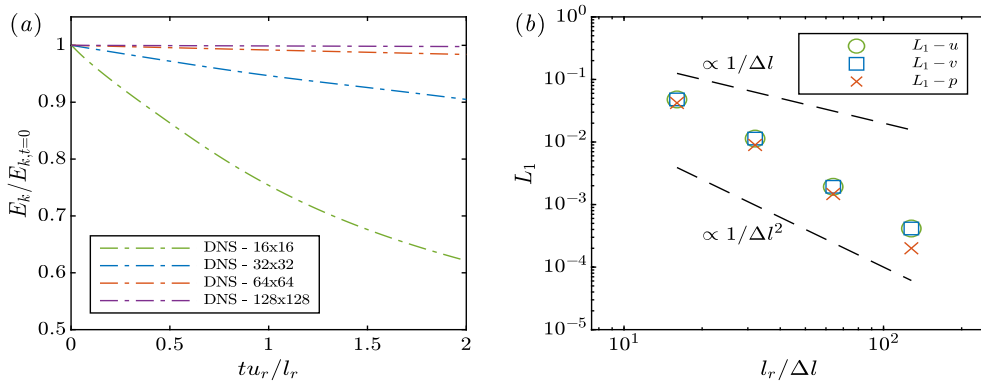 (a)
1
0.9
0.8
0.7
0.6
0.5
E_k/E_{k,t=0}
DNS - 16x16
DNS - 32x32
DNS - 64x64
DNS - 128x128
0 0.5 1 1.5 2
tu_r/l_r
(b)
10^0
10^{-1}
10^{-2}
10^{-3}
10^{-4}
10^{-5}
L_1
L_1 - u
L_1 - v
L_1 - p
∝ 1/Δl
∝ 1/Δl^2
10^1 10^2
l_r/Δl